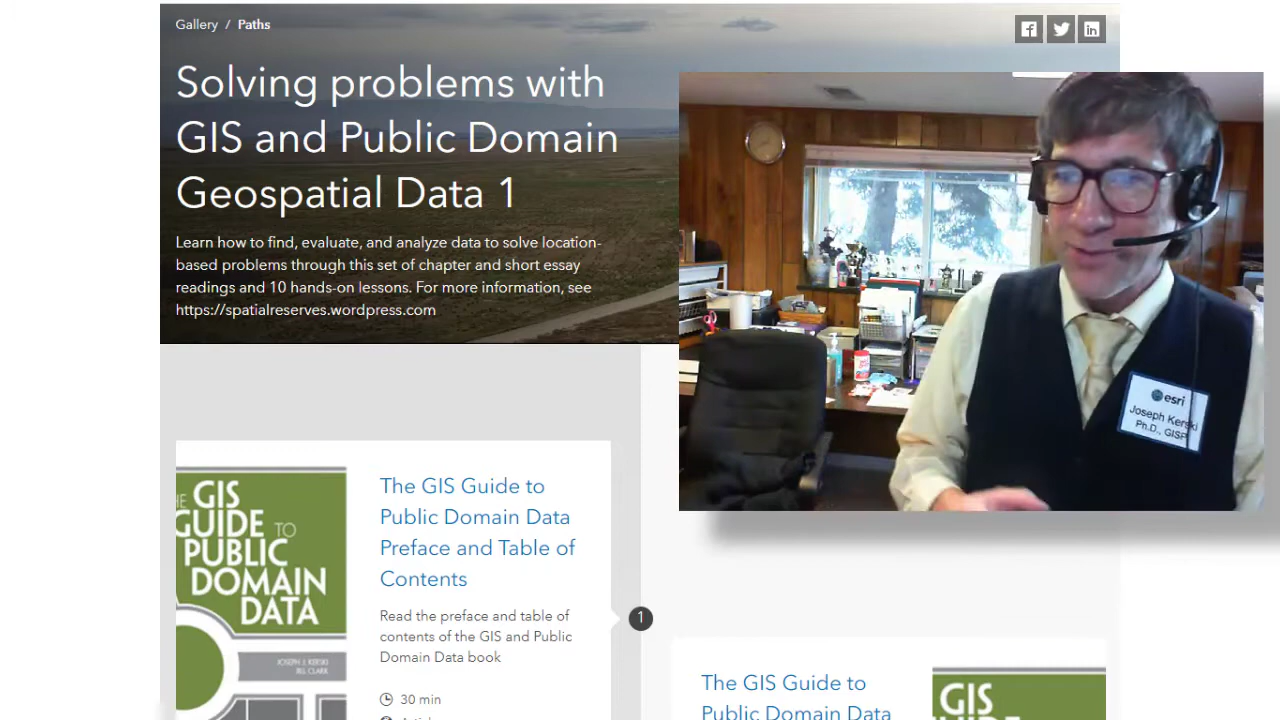 Gallery / Paths
Solving problems with
GIS and Public Domain
Geospatial Data 1
Learn how to find, evaluate, and analyze data to solve location-
based problems through this set of chapter and short essay
readings and 10 hands-on lessons. For more information, see
https://spatialreserves.wordpress.com
esri
Joseph Kerski
Ph.D., GISP
GIS
GUIDE TO
PUBLIC
DOMAIN
DATA
JOSEPH J. KERSKI
BILL CLARK
The GIS Guide to
Public Domain Data
Preface and Table of
Contents
Read the preface and table of
contents of the GIS and Public
Domain Data book
30 min
1
The GIS Guide to
Public Domain Data
GIS